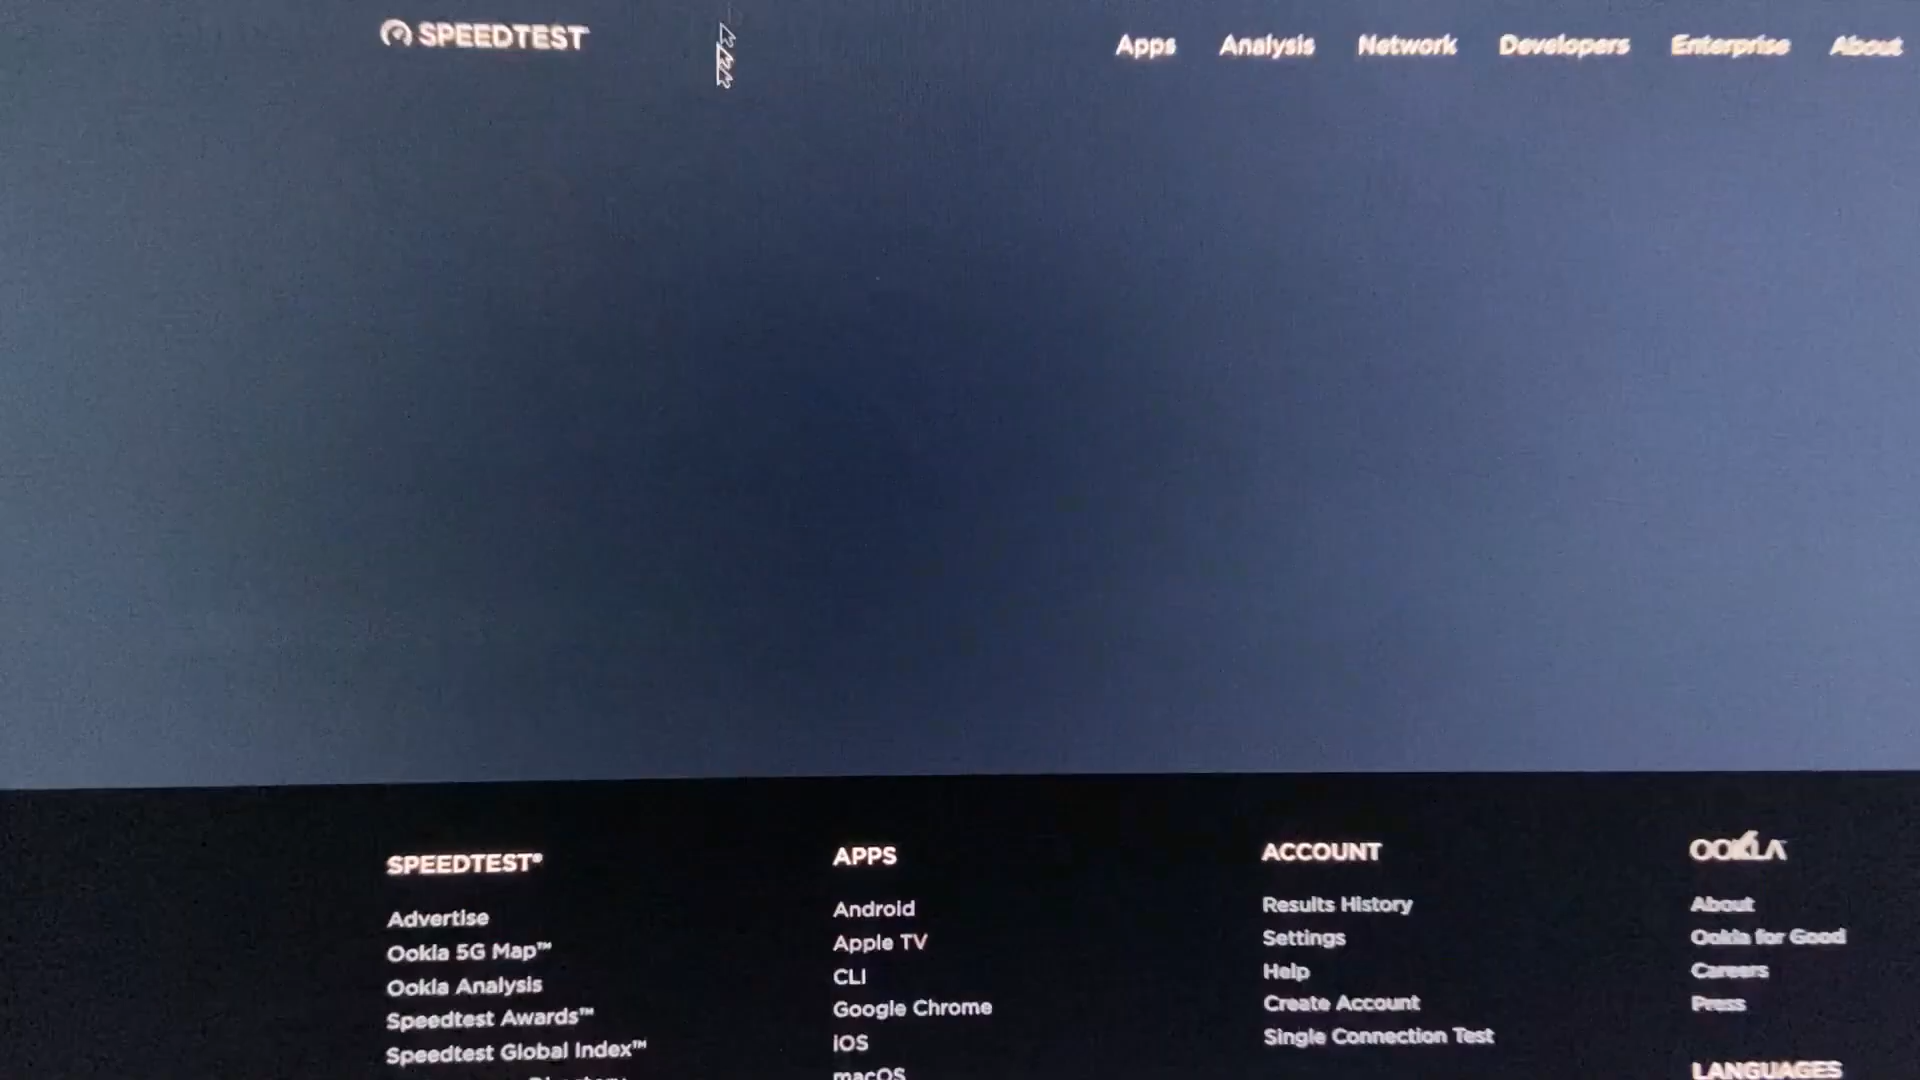 SPEEDTEST
Apps Analysis Network Developers Enterprise About
SPEEDTEST®
Advertise
Ookla 5G Map™
Ookla Analysis
Speedtest Awards™
Speedtest Global Index™
Directory
APPS
Android
Apple TV
CLI
Google Chrome
iOS
macOS
ACCOUNT
Results History
Settings
Help
Create Account
Single Connection Test
OOKLA
About
Ookla for Good
Careers
Press
LANGUAGES